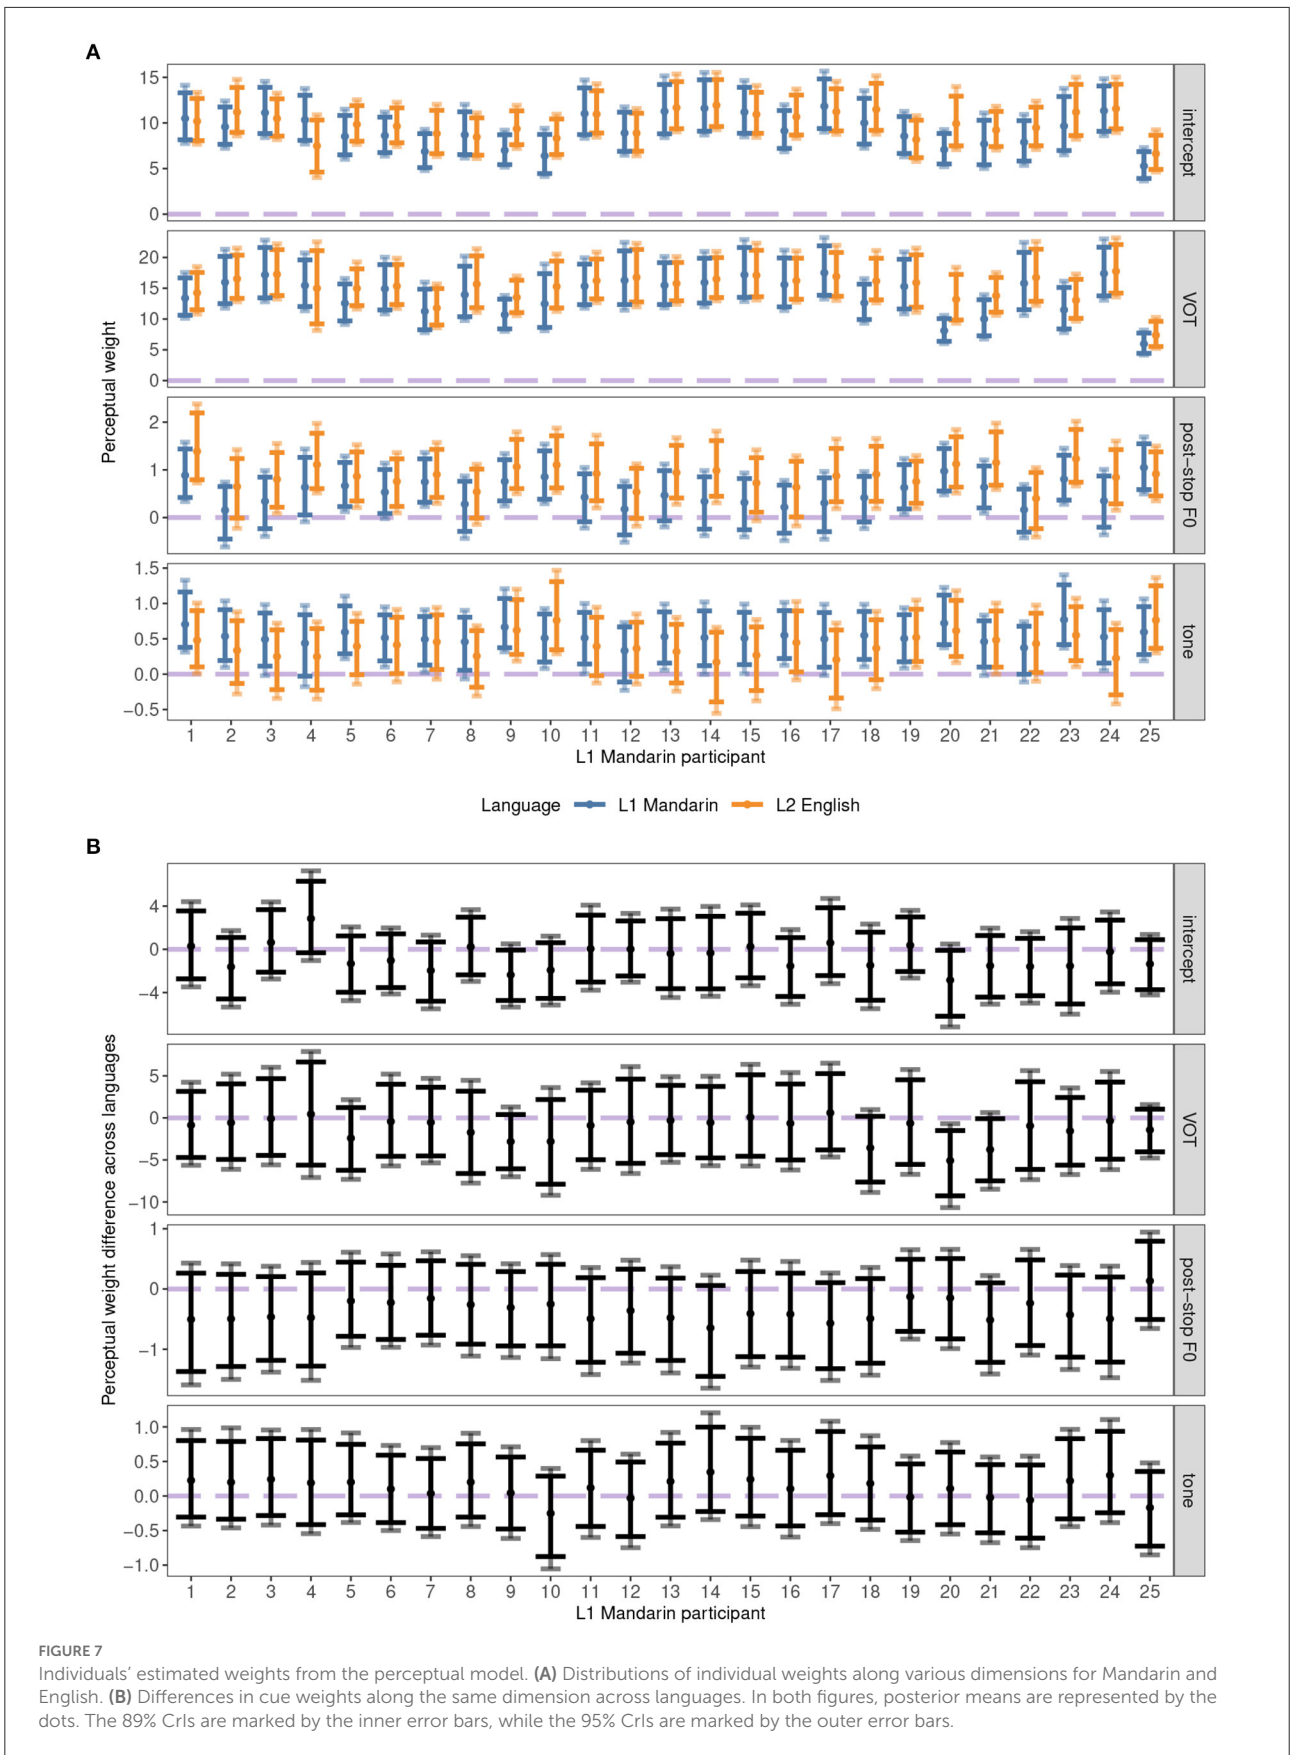 A
15
10
5
0
intercept
20
15
10
5
0
VOT
2
1
0
post−stop F0
1.5
1.0
0.5
0.0
−0.5
tone
Perceptual weight
1 2 3 4 5 6 7 8 9 10 11 12 13 14 15 16 17 18 19 20 21 22 23 24 25
L1 Mandarin participant
Language L1 Mandarin L2 English
B
4
0
−4
intercept
5
0
−5
−10
VOT
1
0
−1
post−stop F0
1.0
0.5
0.0
−0.5
−1.0
tone
Perceptual weight difference across languages
1 2 3 4 5 6 7 8 9 10 11 12 13 14 15 16 17 18 19 20 21 22 23 24 25
L1 Mandarin participant
FIGURE 7
Individuals’ estimated weights from the perceptual model. (A) Distributions of individual weights along various dimensions for Mandarin and
English. (B) Differences in cue weights along the same dimension across languages. In both figures, posterior means are represented by the
dots. The 89% CrIs are marked by the inner error bars, while the 95% CrIs are marked by the outer error bars.